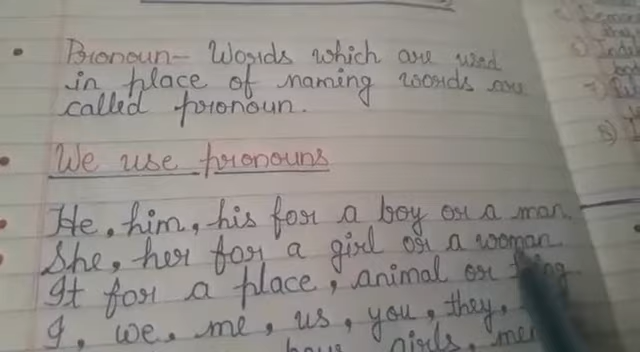 Pronoun- Words which are used
in place of naming words are
called pronoun.
We use pronouns
He, him, his for a boy or a man.
She, her for a girl or a woman.
It for a place, animal or thing
I, we, me, us, you, they,
girls, men